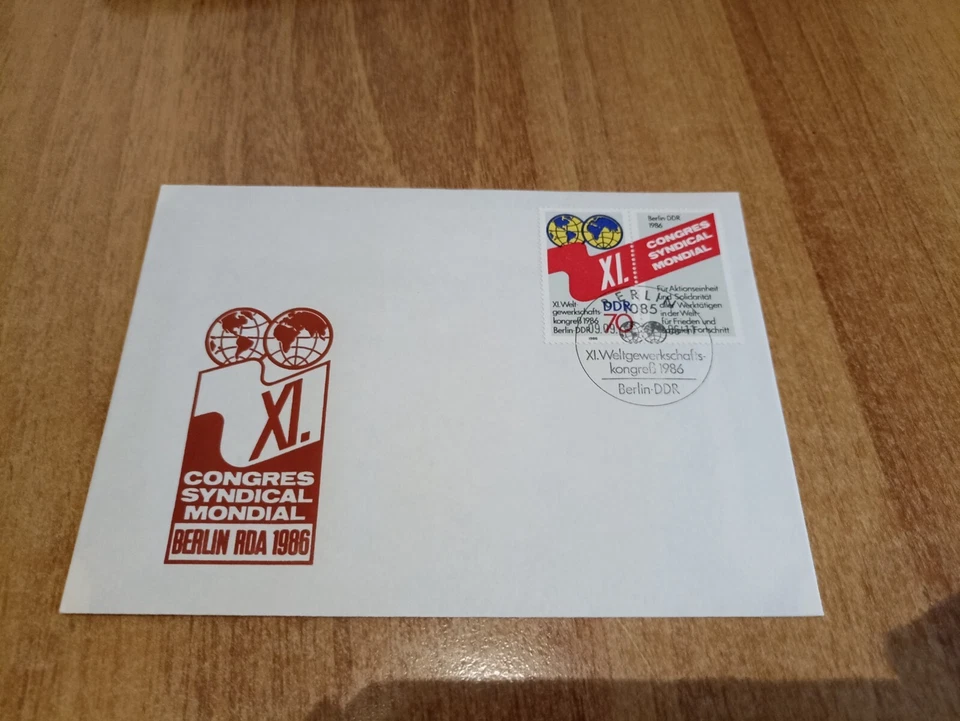 XI.
CONGRES
SYNDICAL
MONDIAL
BERLIN RDA 1986
XI.
XI. Welt
gewerkschafts-
kongreß 1986
Berlin DDR
DDR
70
Berlin·DDR
1986
CONGRES
SYNDICAL
MONDIAL
Für Aktionseinheit
und Solidarität
aller Werktätigen
in der Welt-
für Frieden und
Fortschritt
BERLIN
1085
XI. Weltgewerkschafts-
kongreß 1986
Berlin-DDR